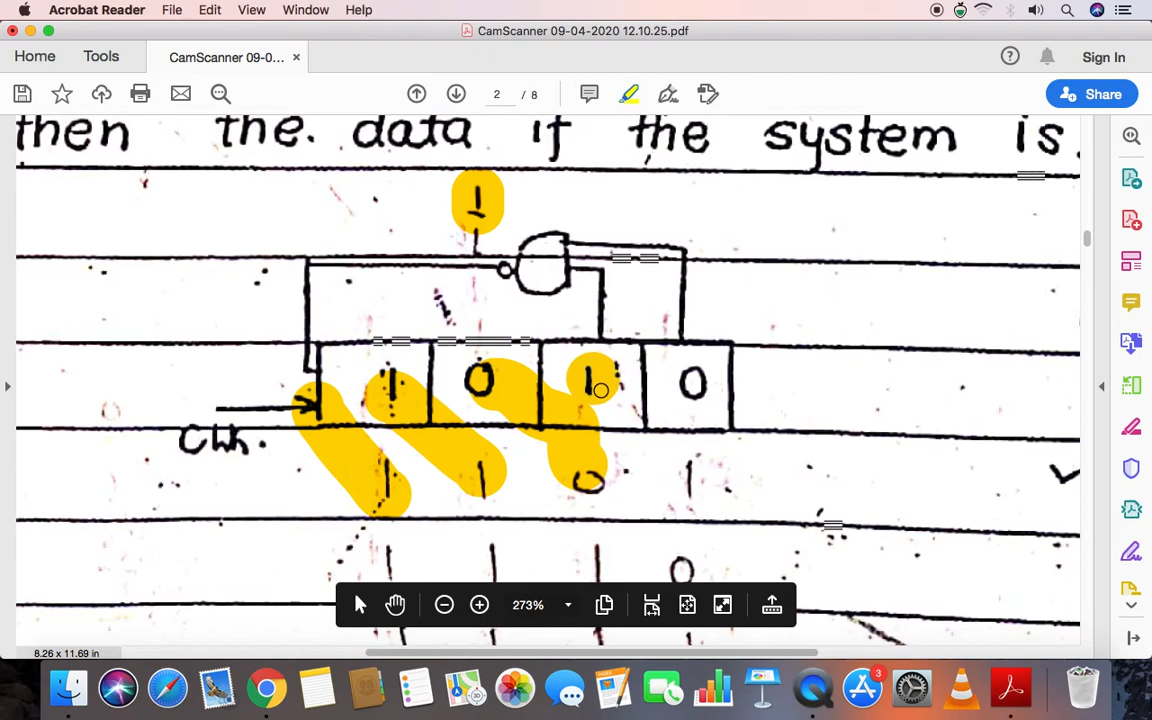 Acrobat Reader File Edit View Window Help
CamScanner 09-04-2020 12.10.25.pdf
Home Tools CamScanner 09-0... × Sign In
2 / 8 Share
then the. data if the system is.
1
1 0 1 0
Clk.
1 1 0 1
1 1 1 0
273%
8.26 x 11.69 in
3